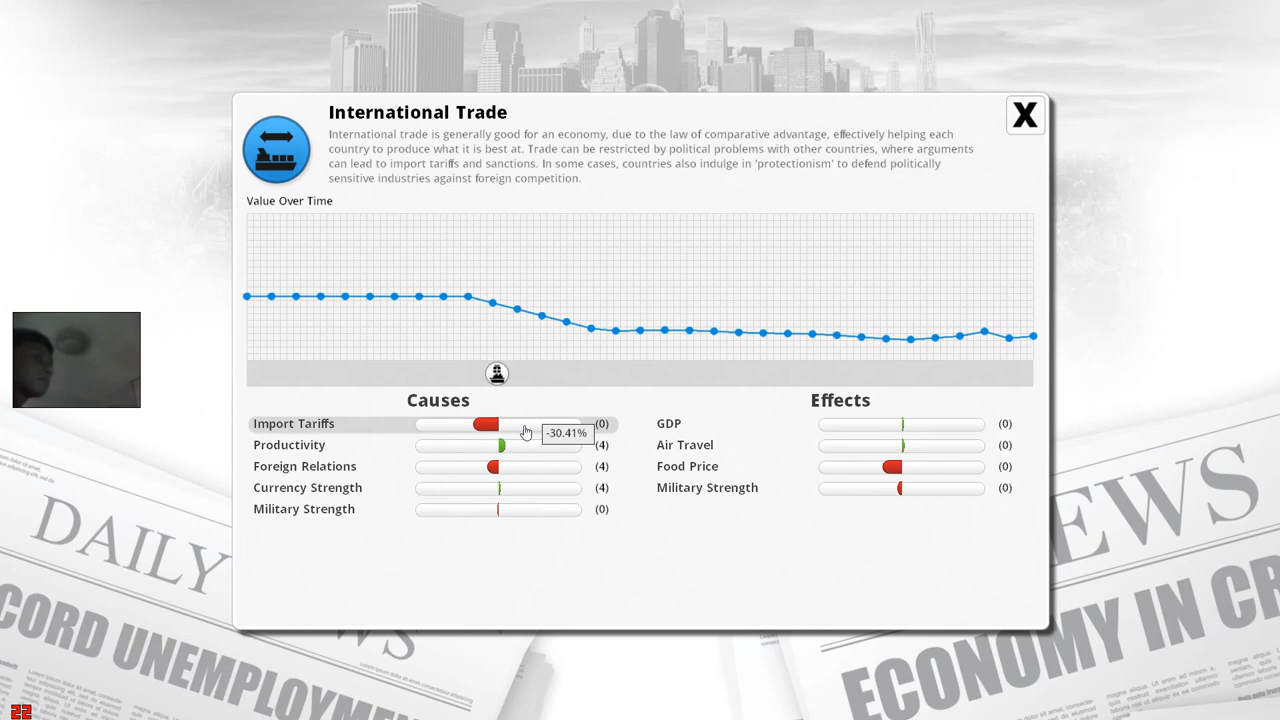 International Trade
X
International trade is generally good for an economy, due to the law of comparative advantage, effectively helping each
country to produce what it is best at. Trade can be restricted by political problems with other countries, where arguments
can lead to import tariffs and sanctions. In some cases, countries also indulge in 'protectionism' to defend politically
sensitive industries against foreign competition.
Value Over Time
Causes
Import Tariffs (0)
-30.41%
Productivity (4)
Foreign Relations (4)
Currency Strength (4)
Military Strength (0)
Effects
GDP (0)
Air Travel (0)
Food Price (0)
Military Strength (0)
DAILY
NEWS
CORD UNEMPLOYM
EWS
ECONOMY IN CR
22